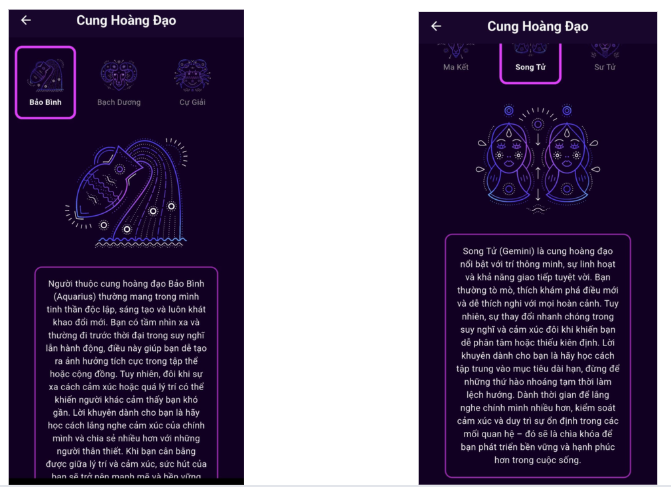 Cung Hoàng Đạo
Bảo Bình
Bạch Dương
Cự Giải
Người thuộc cung hoàng đạo Bảo Bình
(Aquarius) thường mang trong mình
tinh thần độc lập, sáng tạo và luôn khát
khao đổi mới. Bạn có tầm nhìn xa và
thường đi trước thời đại trong suy nghĩ
lẫn hành động, điều này giúp bạn dễ tạo
ra ảnh hưởng tích cực trong tập thể
hoặc cộng đồng. Tuy nhiên, đôi khi sự
xa cách cảm xúc hoặc quá lý trí có thể
khiến người khác cảm thấy bạn khó
gần. Lời khuyên dành cho bạn là hãy
học cách lắng nghe cảm xúc của chính
mình và chia sẻ nhiều hơn với những
người thân thiết. Khi bạn cân bằng
được giữa lý trí và cảm xúc, sức hút của
bạn sẽ trở nên mạnh mẽ và bền vững
Cung Hoàng Đạo
Ma Kết
Song Tử
Sư Tử
Song Tử (Gemini) là cung hoàng đạo
nổi bật với trí thông minh, sự linh hoạt
và khả năng giao tiếp tuyệt vời. Bạn
thường tò mò, thích khám phá điều mới
và dễ thích nghi với mọi hoàn cảnh. Tuy
nhiên, sự thay đổi nhanh chóng trong
suy nghĩ và cảm xúc đôi khi khiến bạn
dễ phân tâm hoặc thiếu kiên định. Lời
khuyên dành cho bạn là hãy học cách
tập trung vào mục tiêu dài hạn, đừng để
những thứ hào nhoáng tạm thời làm
lệch hướng. Dành thời gian để lắng
nghe chính mình nhiều hơn, kiểm soát
cảm xúc và duy trì sự ổn định trong các
mối quan hệ – đó sẽ là chìa khóa để
bạn phát triển bền vững và hạnh phúc
hơn trong cuộc sống.